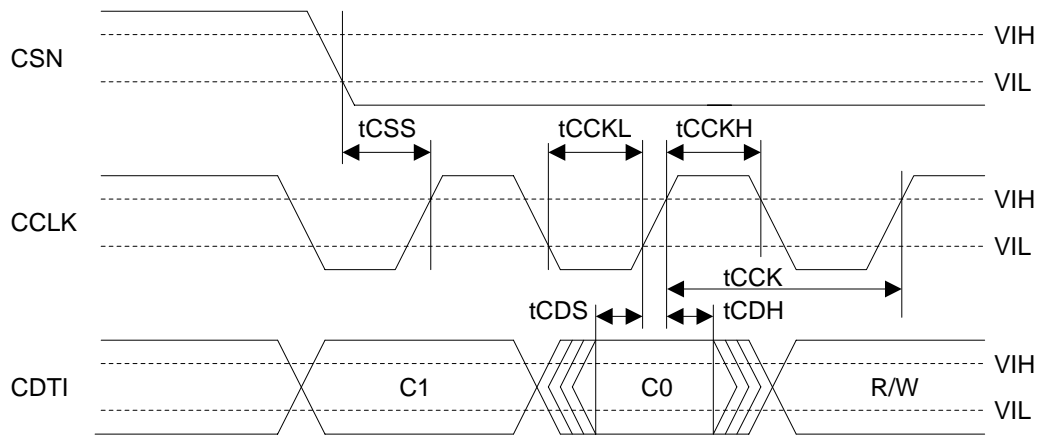 VIH
CSN
VIL
tCSS
tCCKL
tCCKH
VIH
CCLK
VIL
tCCK
tCDS
tCDH
VIH
CDTI
C1
C0
R/W
VIL